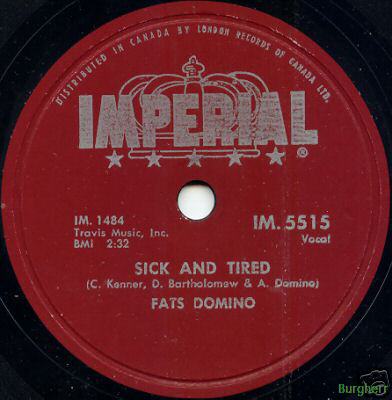 DISTRIBUTED IN CANADA BY LONDON RECORDS OF CANADA LTD.
IMPERIAL
®
IM. 1484
Travis Music, Inc.
BMI 2:32
IM. 5515
Vocal
SICK AND TIRED
(C. Kenner, D. Bartholomew & A. Domino)
FATS DOMINO
Burgherr